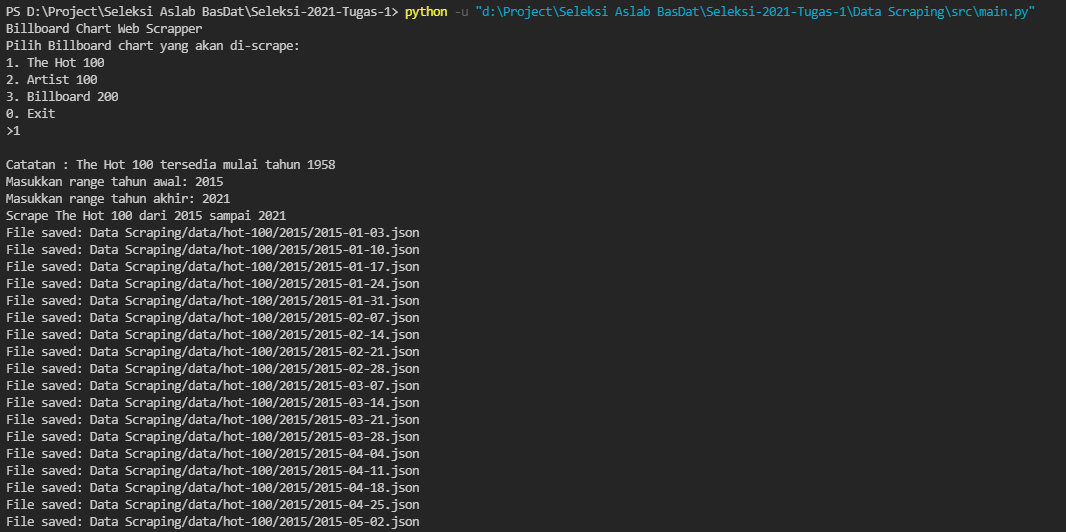 PS D:\Project\Seleksi Aslab BasDat\Seleksi-2021-Tugas-1> python -u "d:\Project\Seleksi Aslab BasDat\Seleksi-2021-Tugas-1\Data Scraping\src\main.py"
Billboard Chart Web Scrapper
Pilih Billboard chart yang akan di-scrape:
1. The Hot 100
2. Artist 100
3. Billboard 200
0. Exit
>1
Catatan : The Hot 100 tersedia mulai tahun 1958
Masukkan range tahun awal: 2015
Masukkan range tahun akhir: 2021
Scrape The Hot 100 dari 2015 sampai 2021
File saved: Data Scraping/data/hot-100/2015/2015-01-03.json
File saved: Data Scraping/data/hot-100/2015/2015-01-10.json
File saved: Data Scraping/data/hot-100/2015/2015-01-17.json
File saved: Data Scraping/data/hot-100/2015/2015-01-24.json
File saved: Data Scraping/data/hot-100/2015/2015-01-31.json
File saved: Data Scraping/data/hot-100/2015/2015-02-07.json
File saved: Data Scraping/data/hot-100/2015/2015-02-14.json
File saved: Data Scraping/data/hot-100/2015/2015-02-21.json
File saved: Data Scraping/data/hot-100/2015/2015-02-28.json
File saved: Data Scraping/data/hot-100/2015/2015-03-07.json
File saved: Data Scraping/data/hot-100/2015/2015-03-14.json
File saved: Data Scraping/data/hot-100/2015/2015-03-21.json
File saved: Data Scraping/data/hot-100/2015/2015-03-28.json
File saved: Data Scraping/data/hot-100/2015/2015-04-04.json
File saved: Data Scraping/data/hot-100/2015/2015-04-11.json
File saved: Data Scraping/data/hot-100/2015/2015-04-18.json
File saved: Data Scraping/data/hot-100/2015/2015-04-25.json
File saved: Data Scraping/data/hot-100/2015/2015-05-02.json